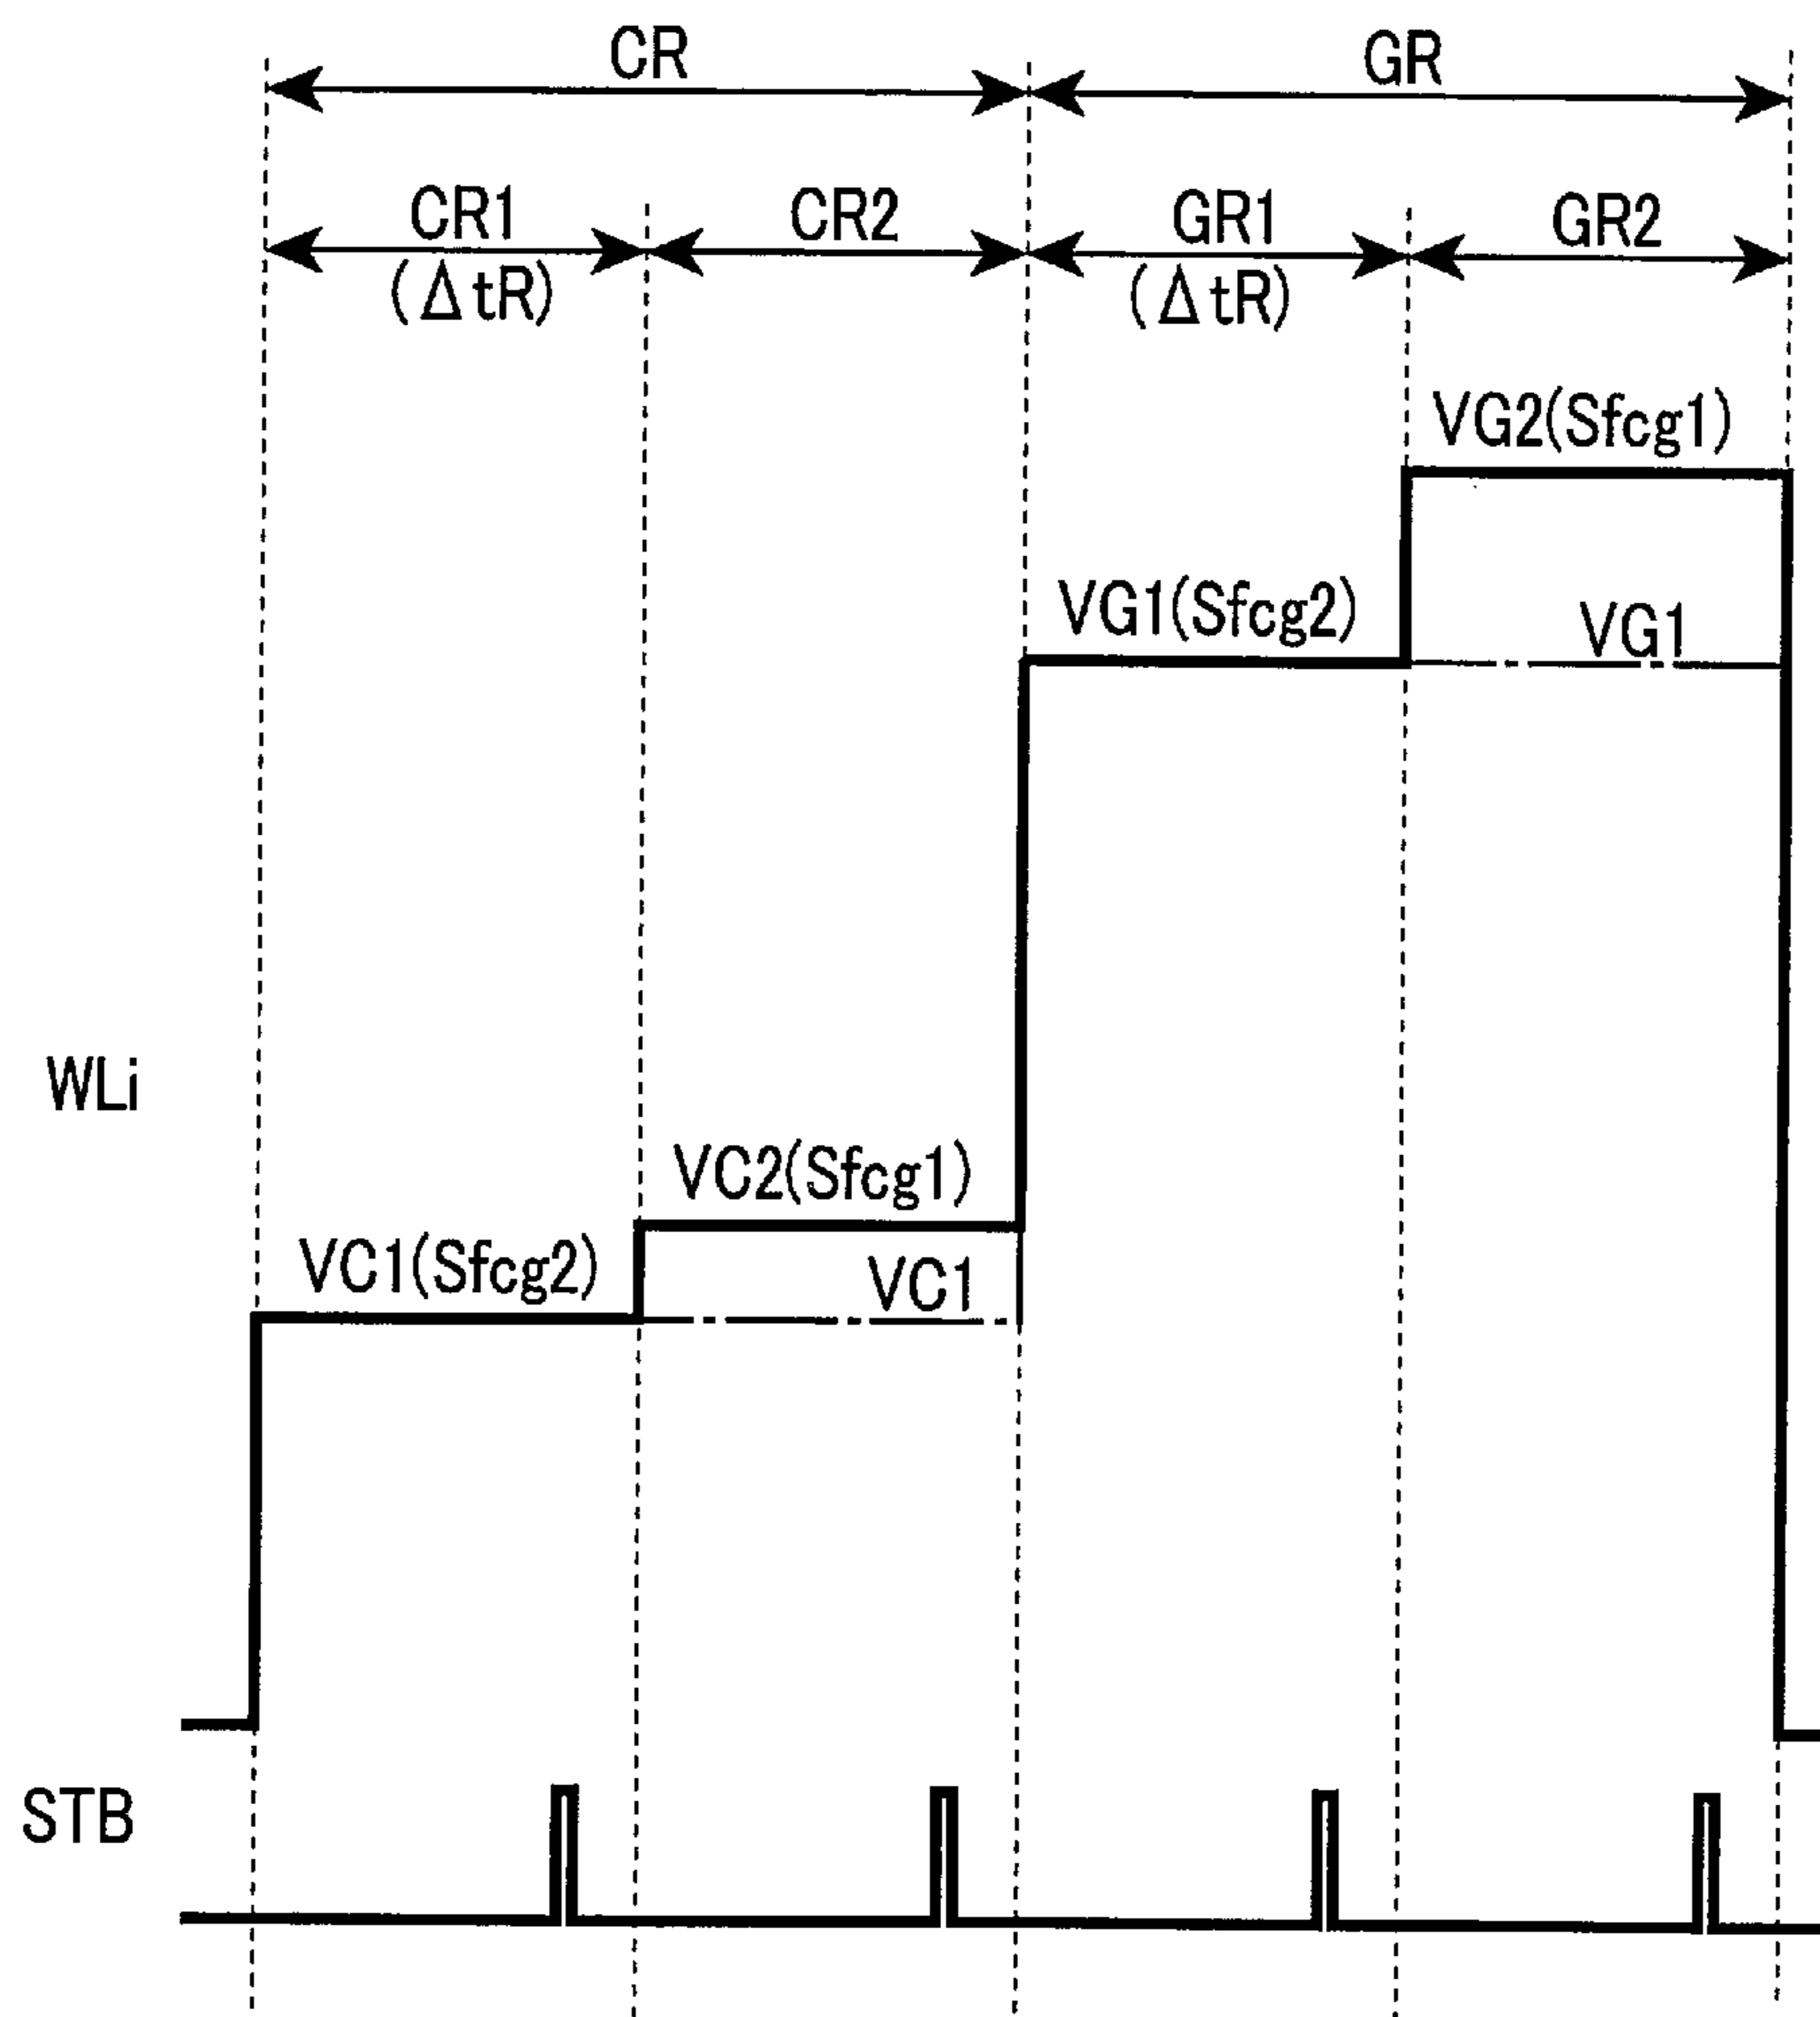 CR
GR
CR1
(ΔtR)
CR2
GR1
(ΔtR)
GR2
VG2(Sfcg1)
VG1(Sfcg2)
VG1
WLi
VC2(Sfcg1)
VC1(Sfcg2)
VC1
STB